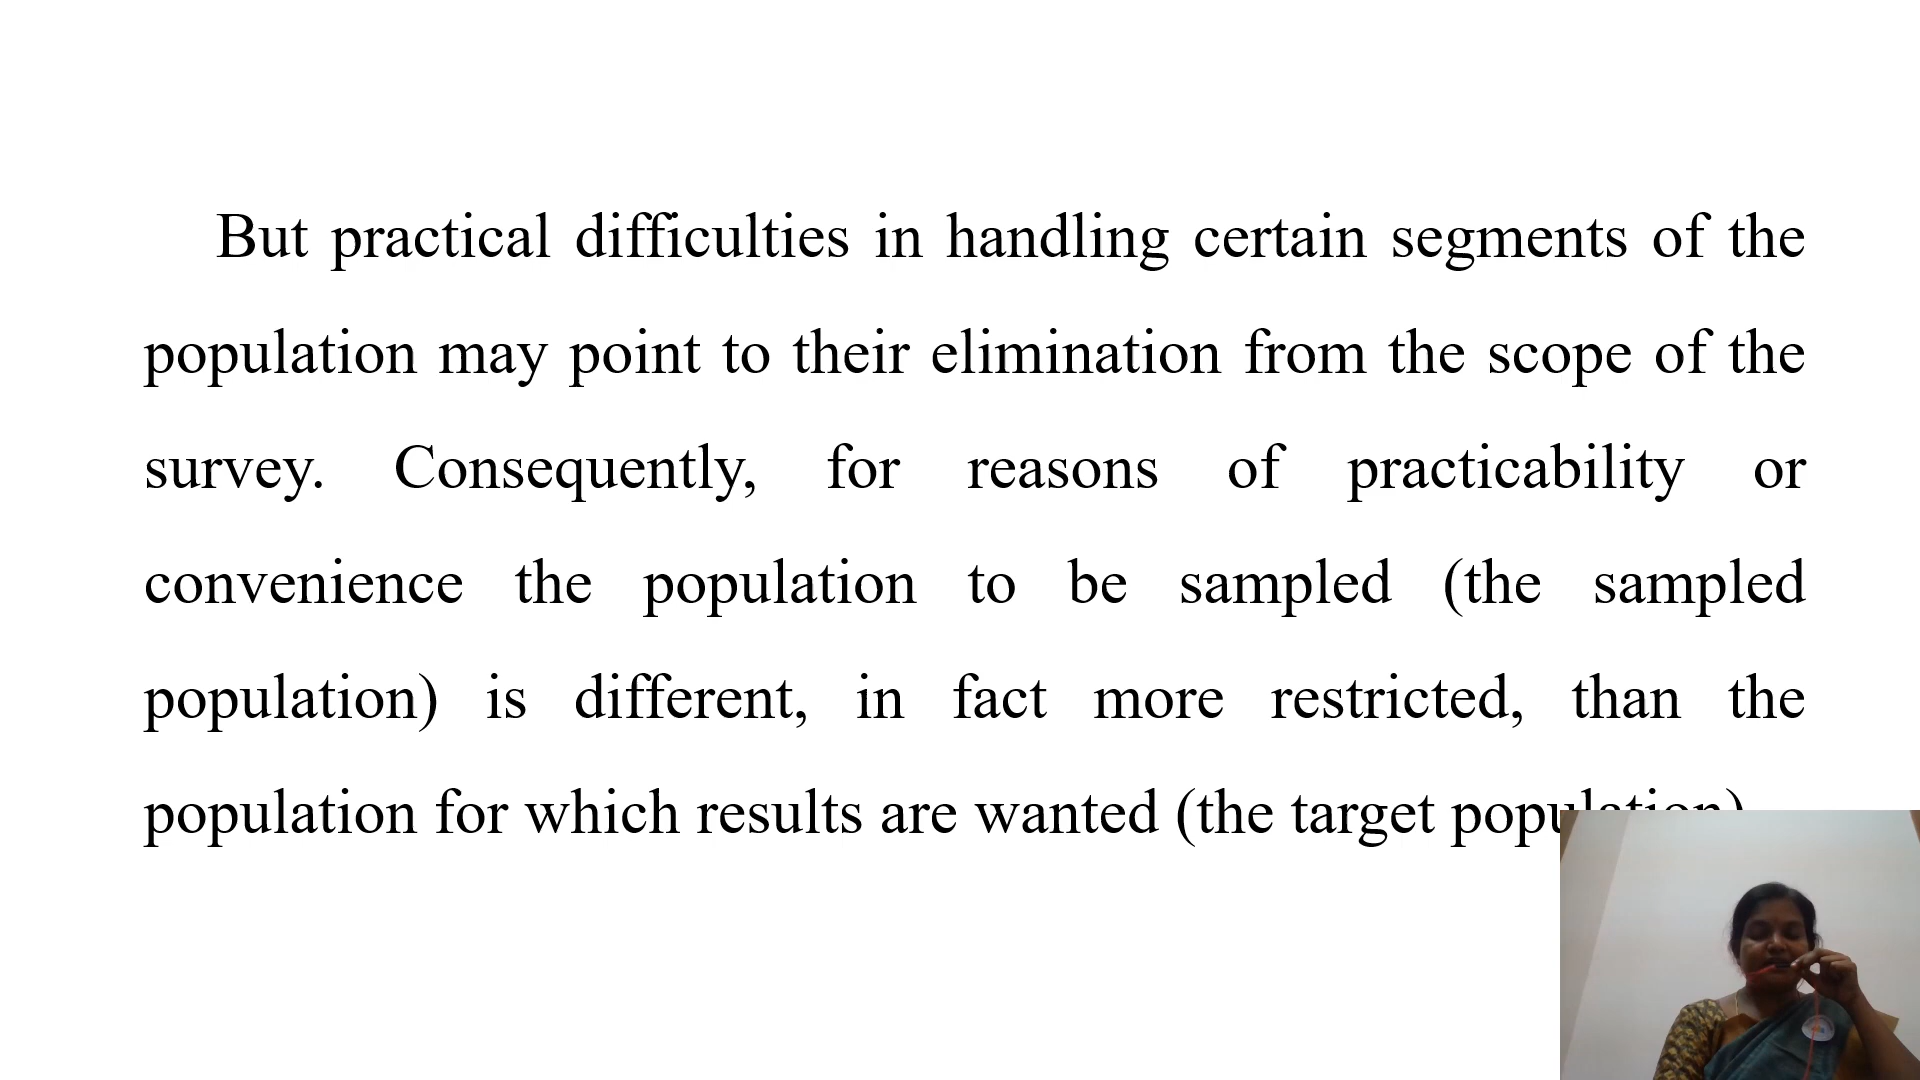 But practical difficulties in handling certain segments of the
population may point to their elimination from the scope of the
survey. Consequently, for reasons of practicability or
convenience the population to be sampled (the sampled
population) is different, in fact more restricted, than the
population for which results are wanted (the target population)